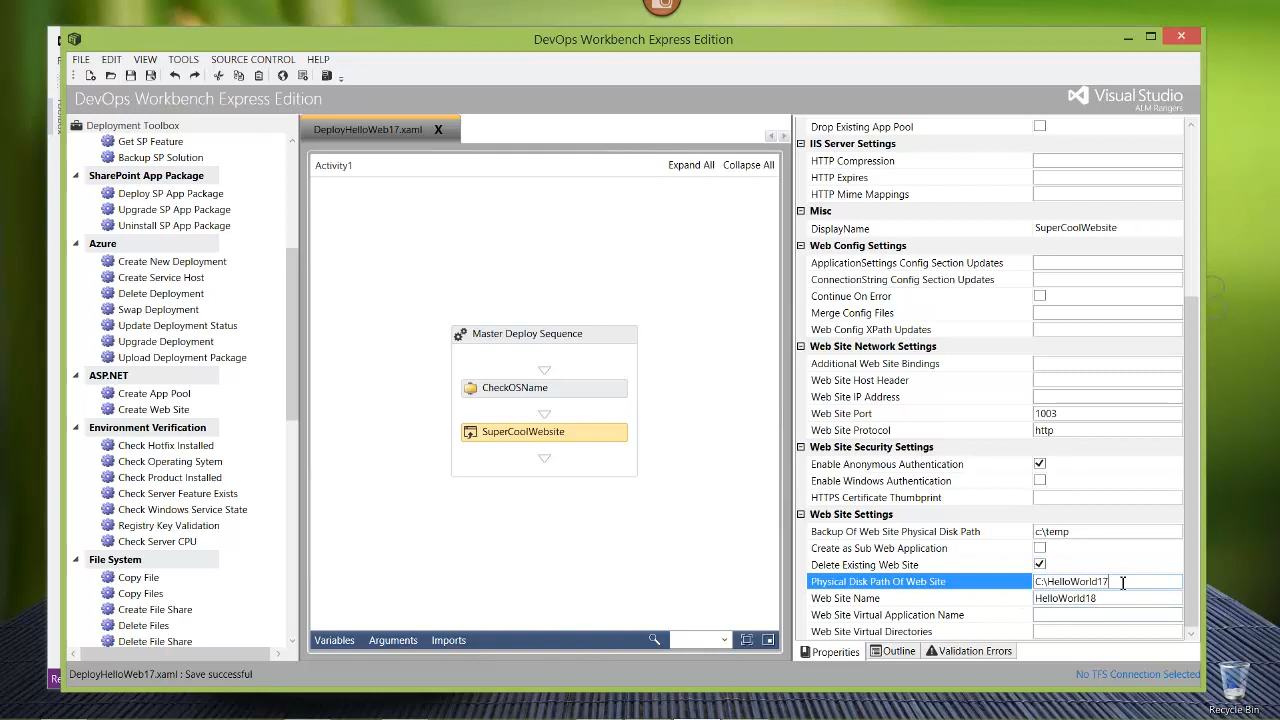 DevOps Workbench Express Edition
FILE EDIT VIEW TOOLS SOURCE CONTROL HELP
DevOps Workbench Express Edition
Visual Studio
ALM Rangers
Deployment Toolbox
Get SP Feature
Backup SP Solution
SharePoint App Package
Deploy SP App Package
Upgrade SP App Package
Uninstall SP App Package
Azure
Create New Deployment
Create Service Host
Delete Deployment
Swap Deployment
Update Deployment Status
Upgrade Deployment
Upload Deployment Package
ASP.NET
Create App Pool
Create Web Site
Environment Verification
Check Hotfix Installed
Check Operating Sytem
Check Product Installed
Check Server Feature Exists
Check Windows Service State
Registry Key Validation
Check Server CPU
File System
Copy File
Copy Files
Create File Share
Delete Files
Delete File Share
DeployHelloWeb17.xaml X
Activity1 Expand All Collapse All
Master Deploy Sequence
CheckOSName
SuperCoolWebsite
Variables Arguments Imports
Drop Existing App Pool
IIS Server Settings
HTTP Compression
HTTP Expires
HTTP Mime Mappings
Misc
DisplayName SuperCoolWebsite
Web Config Settings
ApplicationSettings Config Section Updates
ConnectionString Config Section Updates
Continue On Error
Merge Config Files
Web Config XPath Updates
Web Site Network Settings
Additional Web Site Bindings
Web Site Host Header
Web Site IP Address
Web Site Port 1003
Web Site Protocol http
Web Site Security Settings
Enable Anonymous Authentication
Enable Windows Authentication
HTTPS Certificate Thumbprint
Web Site Settings
Backup Of Web Site Physical Disk Path c:\temp
Create as Sub Web Application
Delete Existing Web Site
Physical Disk Path Of Web Site C:\HelloWorld17
Web Site Name HelloWorld18
Web Site Virtual Application Name
Web Site Virtual Directories
Properties Outline Validation Errors
DeployHelloWeb17.xaml : Save successful
No TFS Connection Selected
Recycle Bin